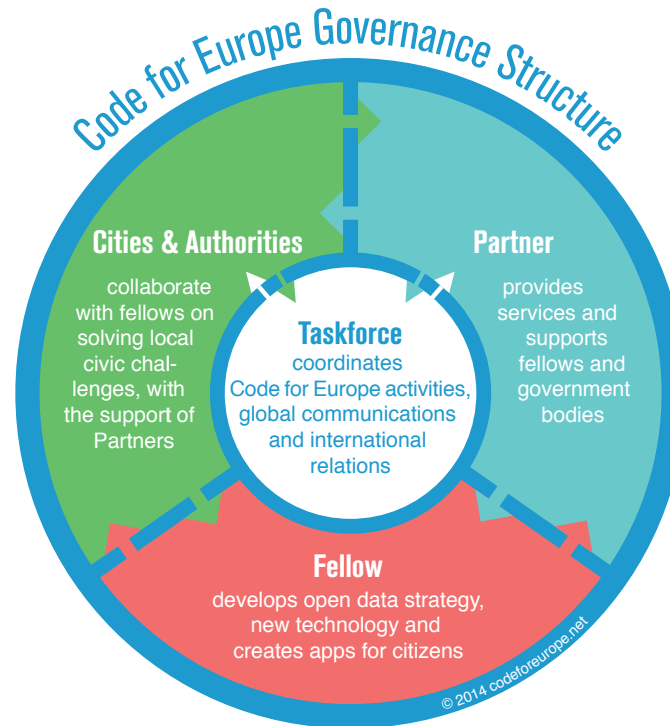 Code for Europe Governance Structure
Cities & Authorities
collaborate
with fellows on
solving local
civic chal-
lenges, with
the support of
Partners
Partner
provides
services and
supports
fellows and
government
bodies
Taskforce
coordinates
Code for Europe activities,
global communications
and international
relations
Fellow
develops open data strategy,
new technology and
creates apps for citizens
© 2014 codeforeurope.net